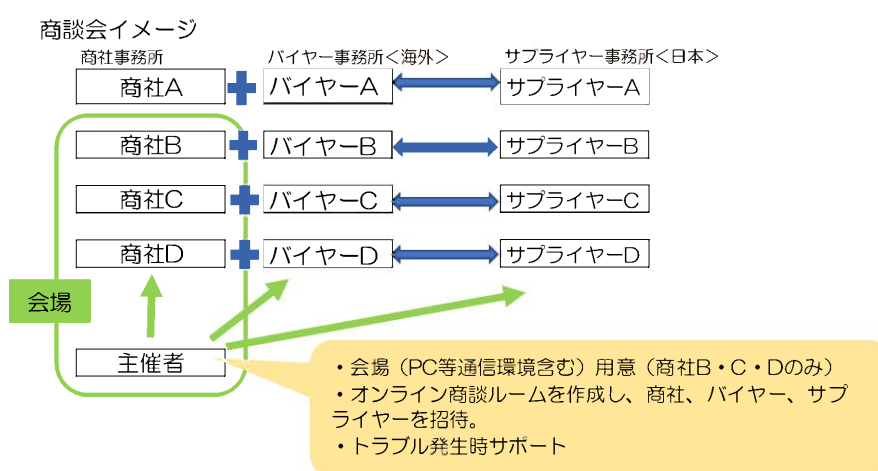 商談会イメージ
商社事務所 バイヤー事務所<海外> サプライヤー事務所<日本>
商社A バイヤーA サプライヤーA
商社B バイヤーB サプライヤーB
商社C バイヤーC サプライヤーC
商社D バイヤーD サプライヤーD
会場
主催者
・会場（PC等通信環境含む）用意（商社B・C・Dのみ）
・オンライン商談ルームを作成し、商社、バイヤー、サプ
ライヤーを招待。
・トラブル発生時サポート